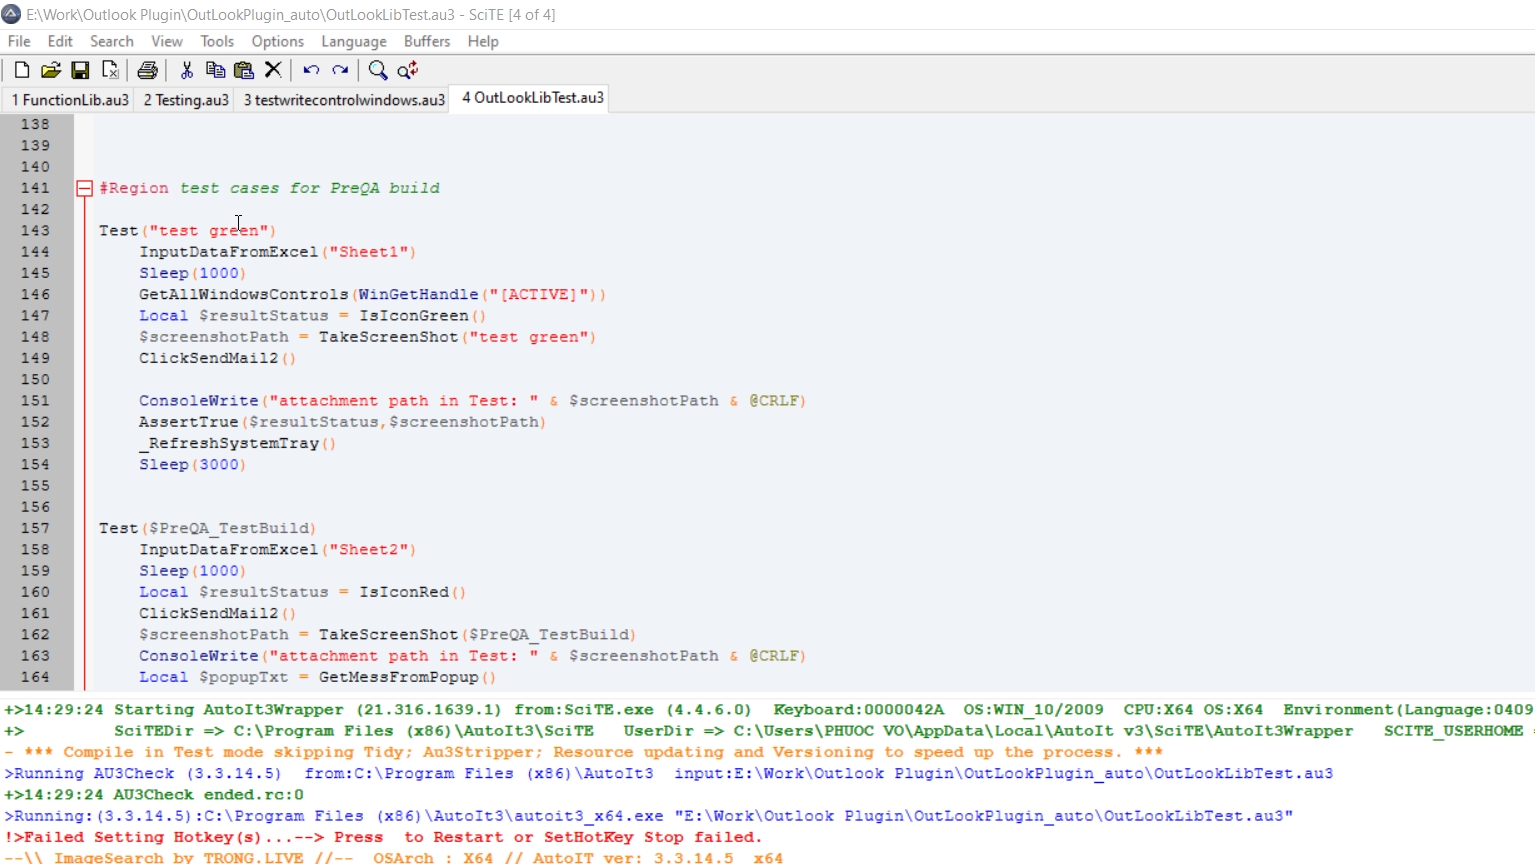 E:\Work\Outlook Plugin\OutLookPlugin_auto\OutLookLibTest.au3 - SciTE [4 of 4]
File Edit Search View Tools Options Language Buffers Help
1 FunctionLib.au3 2 Testing.au3 3 testwritecontrolwindows.au3 4 OutLookLibTest.au3
138
139
140
141 #Region test cases for PreQA build
142
143 Test("test green")
144 InputDataFromExcel("Sheet1")
145 Sleep(1000)
146 GetAllWindowsControls(WinGetHandle("[ACTIVE]"))
147 Local $resultStatus = IsIconGreen()
148 $screenshotPath = TakeScreenShot("test green")
149 ClickSendMail2()
150
151 ConsoleWrite("attachment path in Test: " & $screenshotPath & @CRLF)
152 AssertTrue($resultStatus,$screenshotPath)
153 _RefreshSystemTray()
154 Sleep(3000)
155
156
157 Test($PreQA_TestBuild)
158 InputDataFromExcel("Sheet2")
159 Sleep(1000)
160 Local $resultStatus = IsIconRed()
161 ClickSendMail2()
162 $screenshotPath = TakeScreenShot($PreQA_TestBuild)
163 ConsoleWrite("attachment path in Test: " & $screenshotPath & @CRLF)
164 Local $popupTxt = GetMessFromPopup()
+>14:29:24 Starting AutoIt3Wrapper (21.316.1639.1) from:SciTE.exe (4.4.6.0) Keyboard:0000042A OS:WIN_10/2009 CPU:X64 OS:X64 Environment(Language:0409
+> SciTEDir => C:\Program Files (x86)\AutoIt3\SciTE UserDir => C:\Users\PHUOC VO\AppData\Local\AutoIt v3\SciTE\AutoIt3Wrapper SCITE_USERHOME =
- *** Compile in Test mode skipping Tidy; Au3Stripper; Resource updating and Versioning to speed up the process. ***
>Running AU3Check (3.3.14.5) from:C:\Program Files (x86)\AutoIt3 input:E:\Work\Outlook Plugin\OutLookPlugin_auto\OutLookLibTest.au3
+>14:29:24 AU3Check ended.rc:0
>Running:(3.3.14.5):C:\Program Files (x86)\AutoIt3\autoit3_x64.exe "E:\Work\Outlook Plugin\OutLookPlugin_auto\OutLookLibTest.au3"
!>Failed Setting Hotkey(s)...--> Press to Restart or SetHotKey Stop failed.
--\\ ImageSearch by TRONG.LIVE //-- OSArch : X64 // AutoIT ver: 3.3.14.5 x64